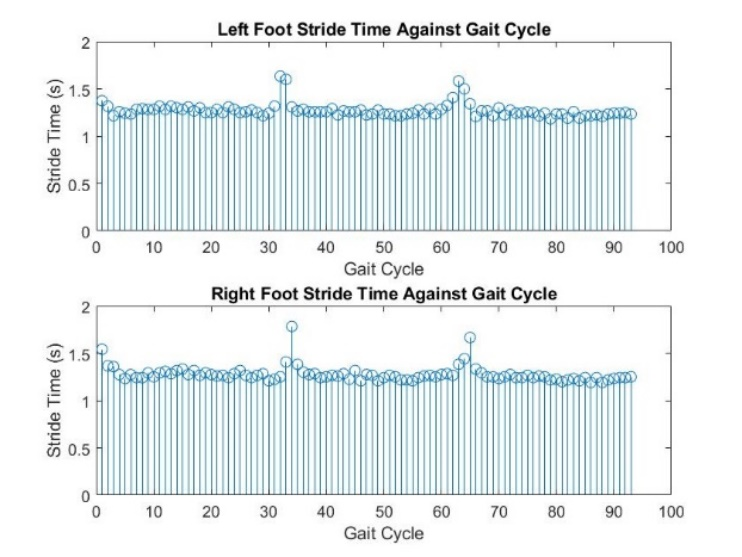 Left Foot Stride Time Against Gait Cycle
2
1.5
1
0.5
0
Stride Time (s)
0 10 20 30 40 50 60 70 80 90 100
Gait Cycle
Right Foot Stride Time Against Gait Cycle
2
1.5
1
0.5
0
Stride Time (s)
0 10 20 30 40 50 60 70 80 90 100
Gait Cycle